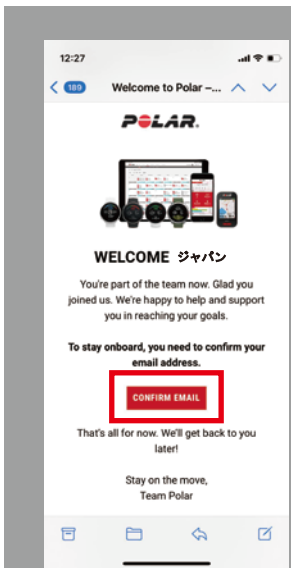 12:27
189
Welcome to Polar –...
POLAR.
WELCOME ジャパン
You're part of the team now. Glad you
joined us. We're happy to help and support
you in reaching your goals.
To stay onboard, you need to confirm your
email address.
CONFIRM EMAIL
That's all for now. We'll get back to you
later!
Stay on the move,
Team Polar